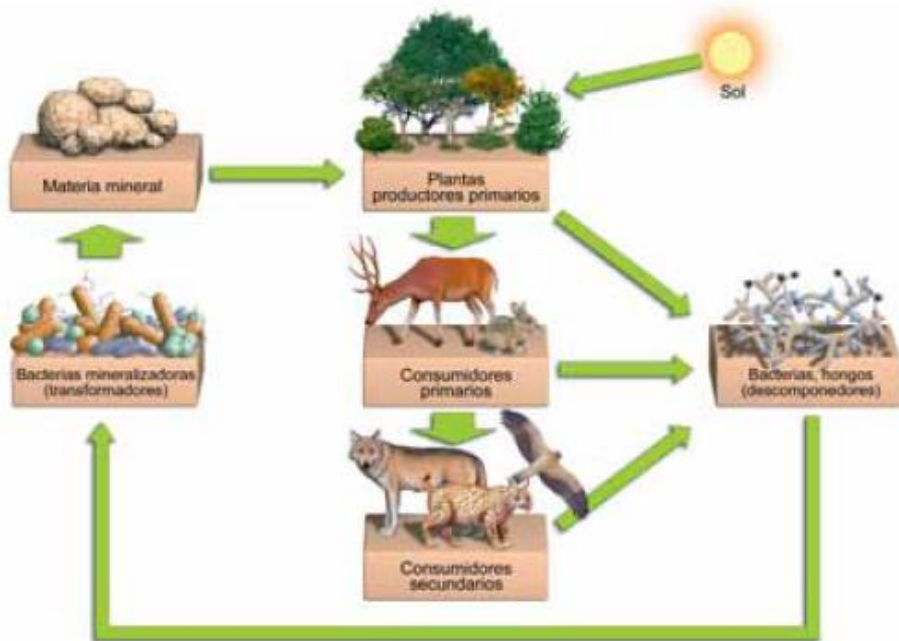 Sol
Materia mineral
Plantas
productores primarios
Bacterias mineralizadoras
(transformadores)
Consumidores
primarios
Bacterias, hongos
(descomponedores)
Consumidores
secundarios